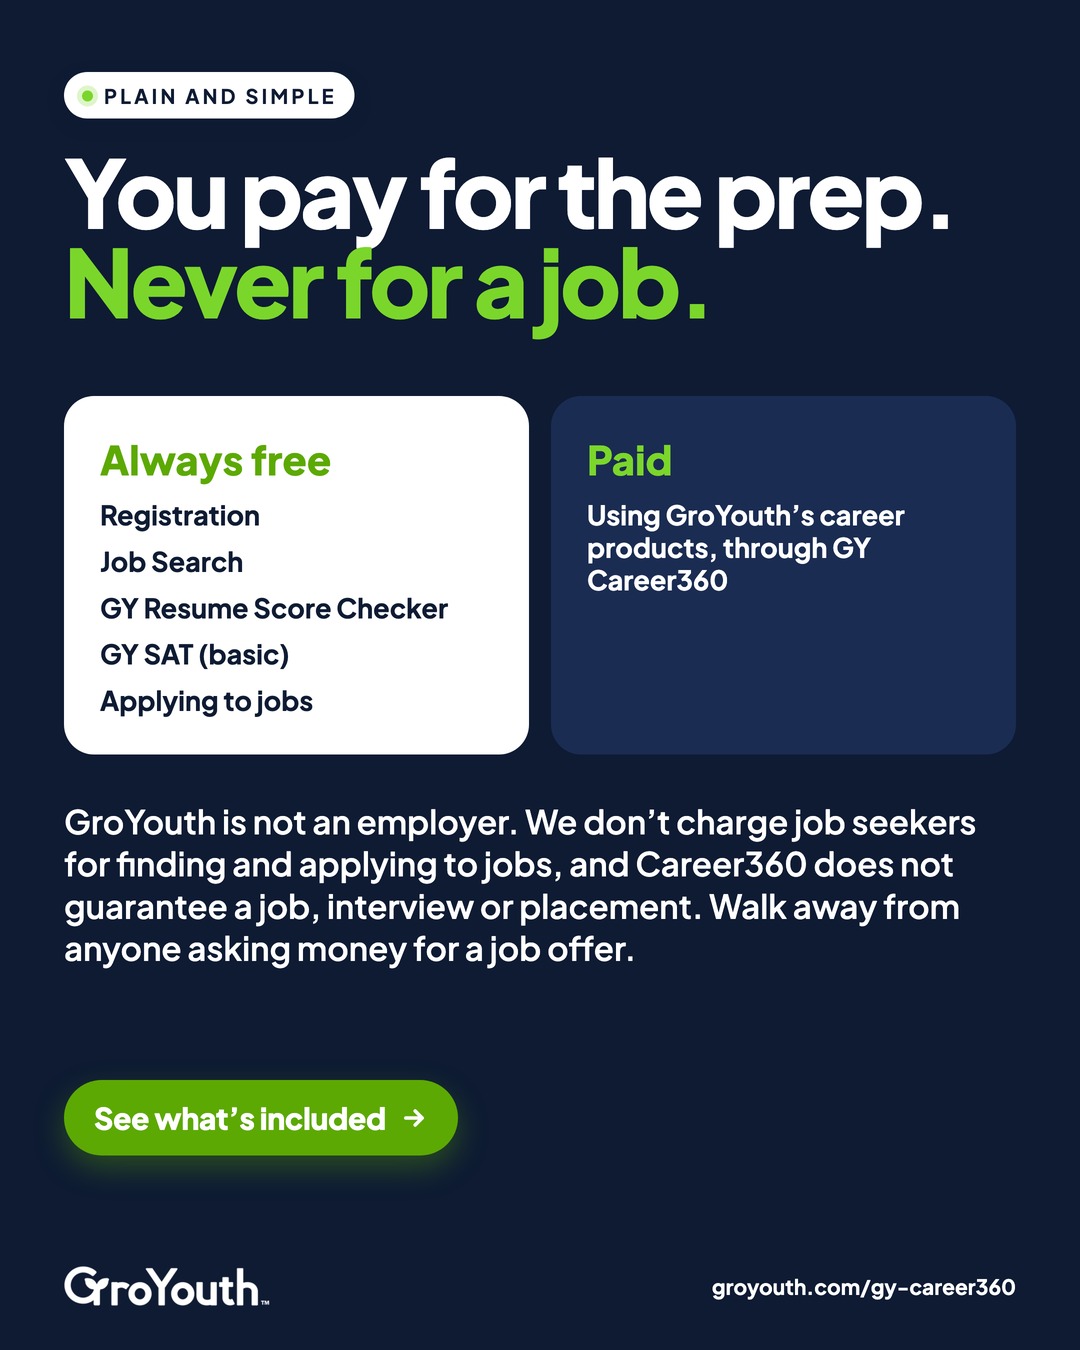 PLAIN AND SIMPLE
You pay for the prep.
Never for a job.
Always free
Registration
Job Search
GY Resume Score Checker
GY SAT (basic)
Applying to jobs
Paid
Using GroYouth’s career
products, through GY
Career360
GroYouth is not an employer. We don’t charge job seekers
for finding and applying to jobs, and Career360 does not
guarantee a job, interview or placement. Walk away from
anyone asking money for a job offer.
See what’s included →
GroYouth™
groyouth.com/gy-career360